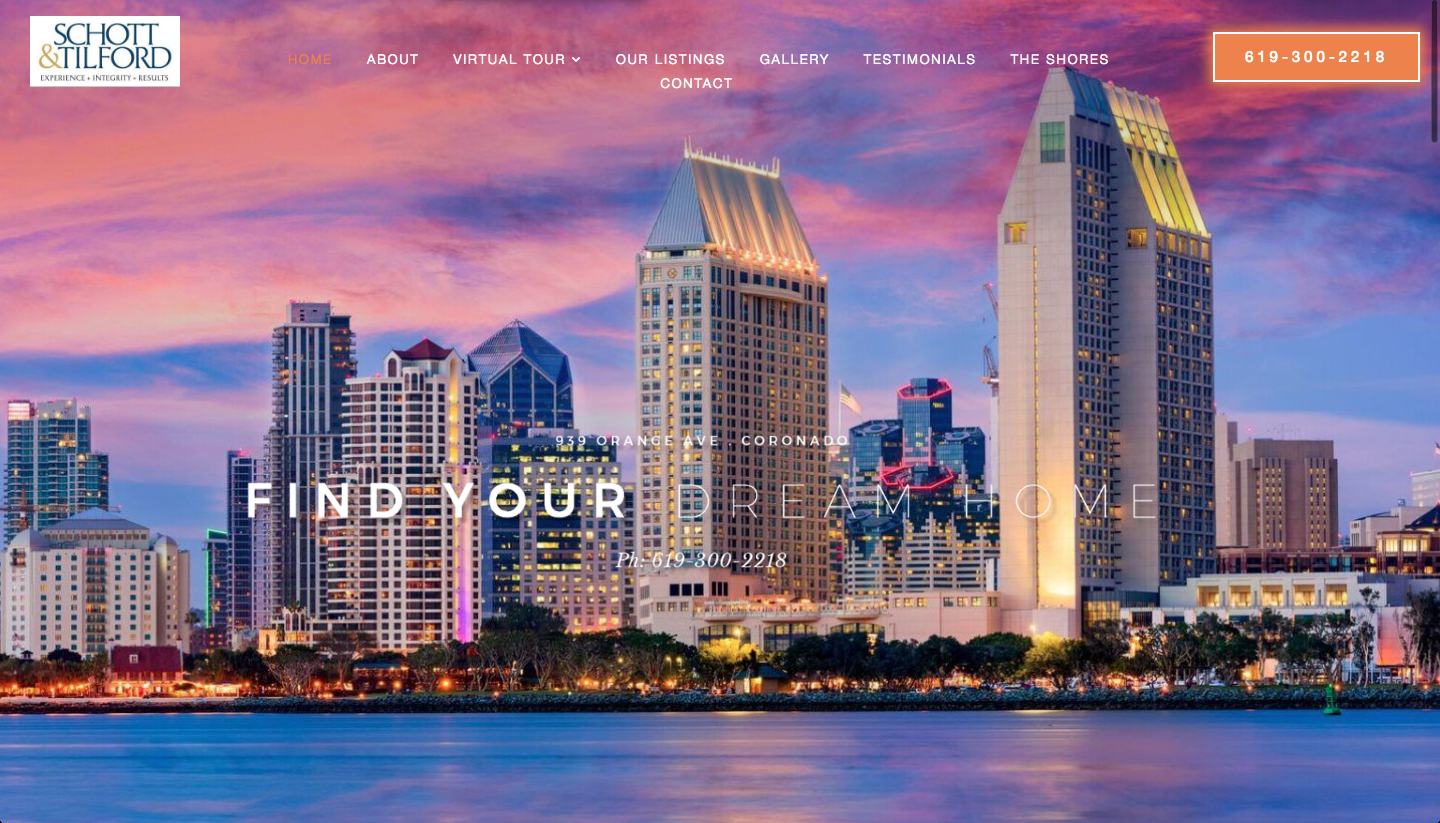 SCHOTT
&TILFORD
EXPERIENCE • INTEGRITY • RESULTS
HOME ABOUT VIRTUAL TOUR OUR LISTINGS GALLERY TESTIMONIALS THE SHORES
CONTACT
619-300-2218
939 ORANGE AVE . CORONADO
FIND YOUR DREAM HOME
Ph: 619-300-2218